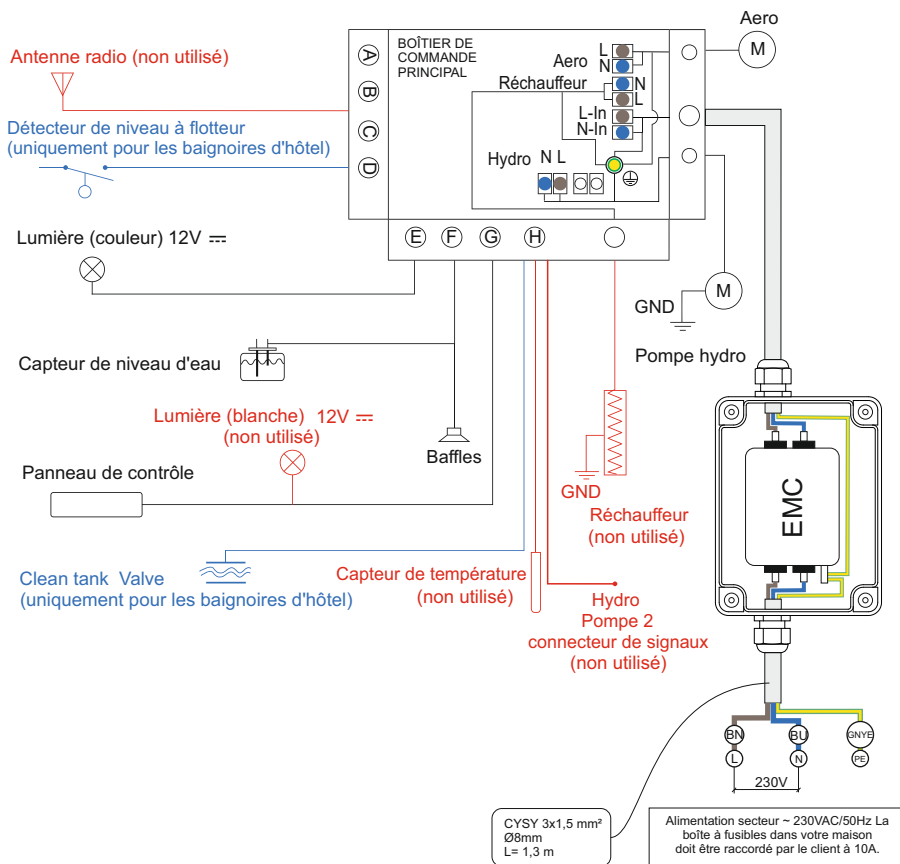 Aero
M
BOÎTIER DE
COMMANDE
PRINCIPAL
Antenne radio (non utilisé)
A
B
C
D
Aero
L
N
Réchauffeur
N
L
L-In
N-In
Détecteur de niveau à flotteur
(uniquement pour les baignoires d'hôtel)
Hydro N L
Lumière (couleur) 12V
E
F
G
H
M
GND
Pompe hydro
Capteur de niveau d'eau
Lumière (blanche) 12V
(non utilisé)
Baffles
Panneau de contrôle
GND
Réchauffeur
(non utilisé)
EMC
Clean tank Valve
(uniquement pour les baignoires d'hôtel)
Capteur de température
(non utilisé)
Hydro
Pompe 2
connecteur de signaux
(non utilisé)
BN
BU
GNYE
L
N
PE
230V
CYSY 3x1,5 mm²
Ø8mm
L= 1,3 m
Alimentation secteur ~ 230VAC/50Hz La
boîte à fusibles dans votre maison
doit être raccordé par le client à 10A.